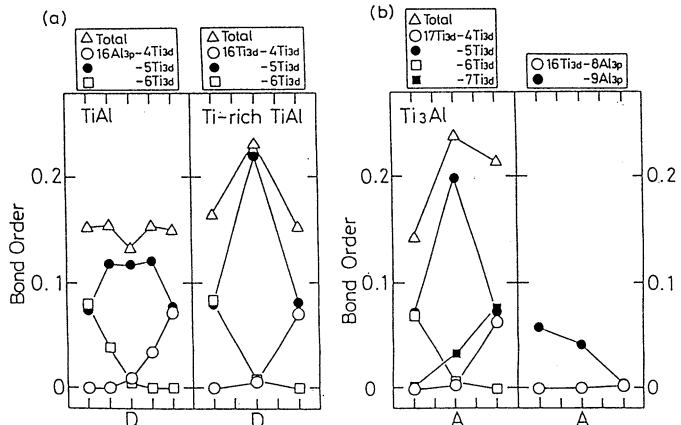 (a)
△ Total
○ 16Al3p-4Ti3d
● -5Ti3d
□ -6Ti3d
△ Total
○ 16Ti3d-4Ti3d
● -5Ti3d
□ -6Ti3d
TiAl
Ti-rich TiAl
Bond Order
0.2
0.1
0
D
D
(b)
△ Total
○ 17Ti3d-4Ti3d
● -5Ti3d
□ -6Ti3d
■ -7Ti3d
○ 16Ti3d-8Al3p
● -9Al3p
Ti3Al
Bond Order
0.2
0.1
0
0.2
0.1
0
A
A